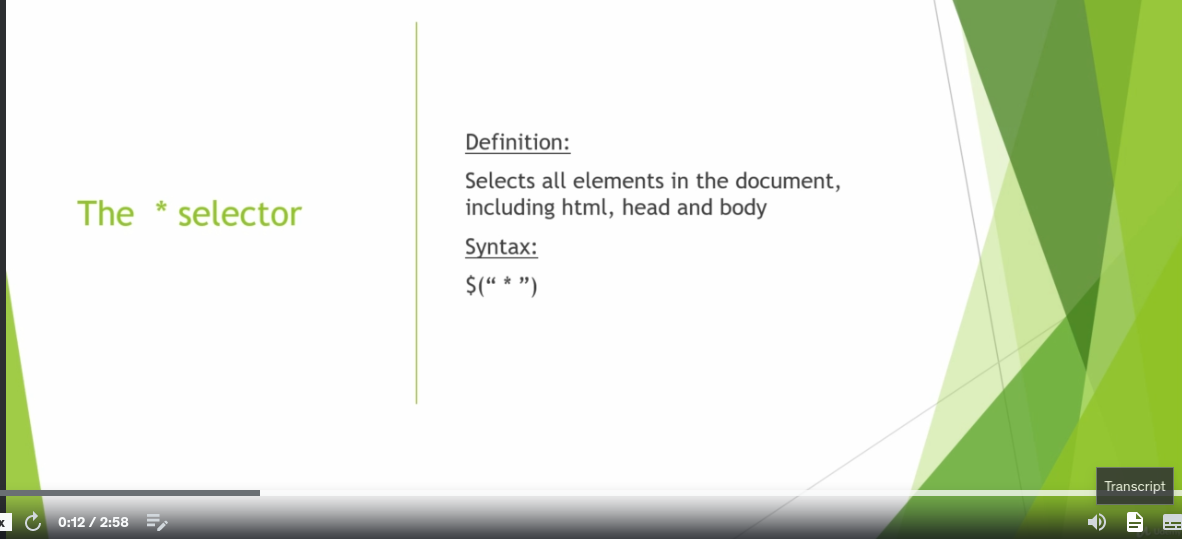 The * selector
Definition:
Selects all elements in the document,
including html, head and body
Syntax:
$(“ * ”)
Transcript
x
0:12 / 2:58